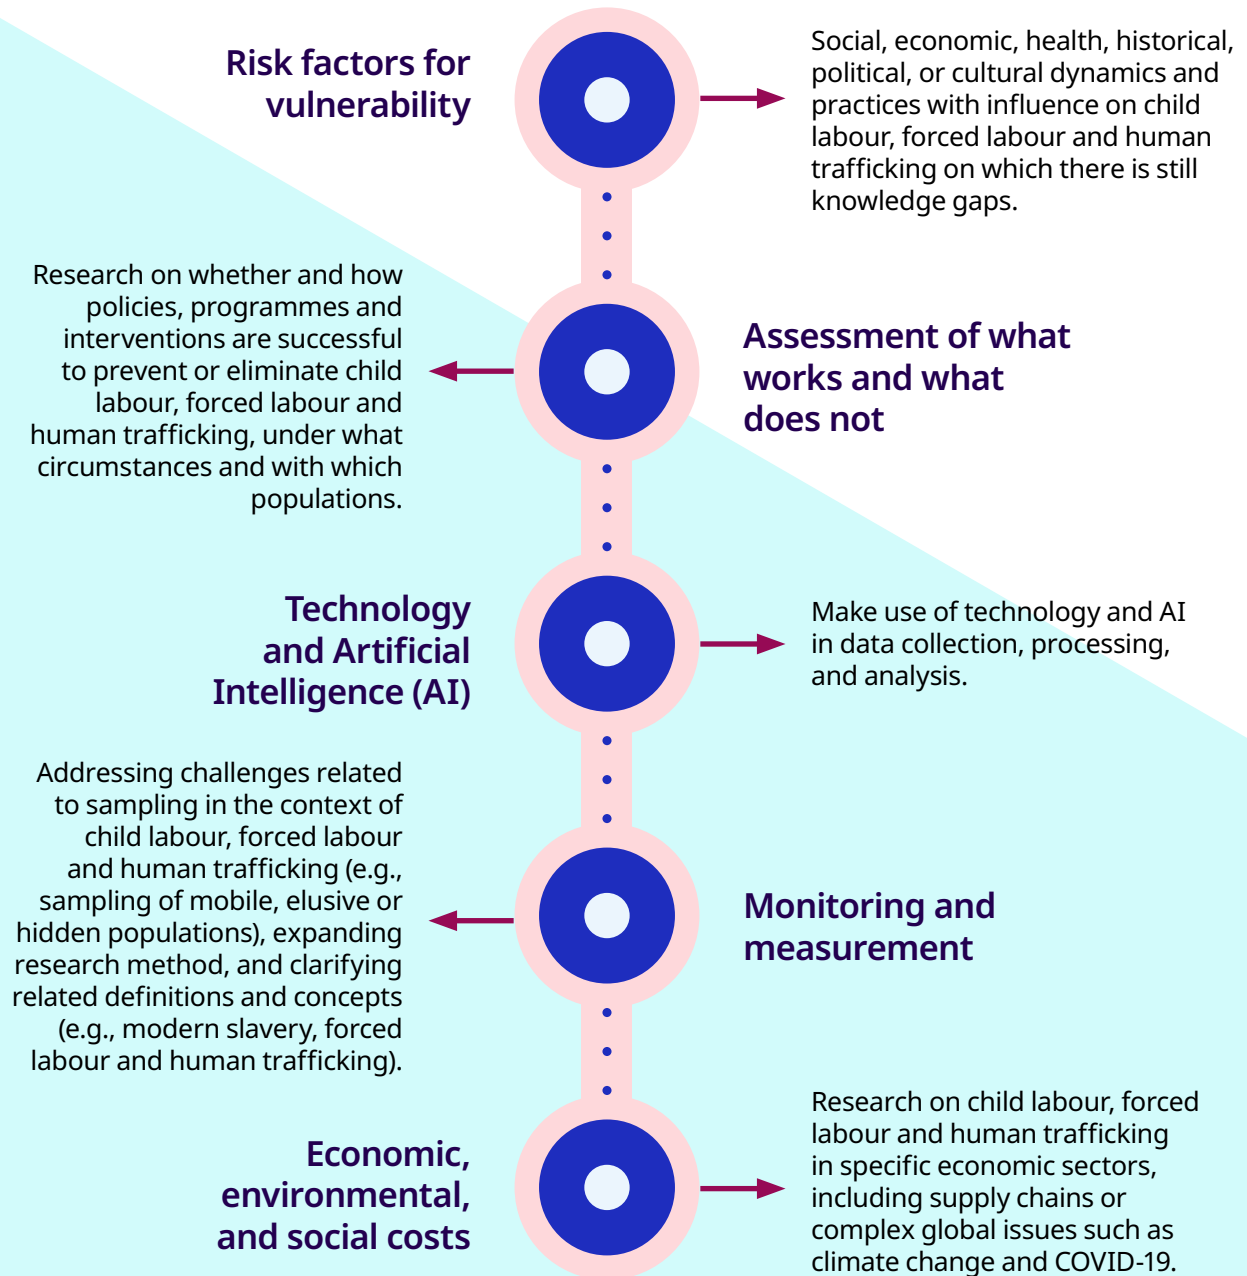 Risk factors for
vulnerability
Social, economic, health, historical,
political, or cultural dynamics and
practices with influence on child
labour, forced labour and human
trafficking on which there is still
knowledge gaps.
Assessment of what
works and what
does not
Research on whether and how
policies, programmes and
interventions are successful
to prevent or eliminate child
labour, forced labour and
human trafficking, under what
circumstances and with which
populations.
Technology
and Artificial
Intelligence (AI)
Make use of technology and AI
in data collection, processing,
and analysis.
Monitoring and
measurement
Addressing challenges related
to sampling in the context of
child labour, forced labour
and human trafficking (e.g.,
sampling of mobile, elusive or
hidden populations), expanding
research method, and clarifying
related definitions and concepts
(e.g., modern slavery, forced
labour and human trafficking).
Economic,
environmental,
and social costs
Research on child labour, forced
labour and human trafficking
in specific economic sectors,
including supply chains or
complex global issues such as
climate change and COVID-19.